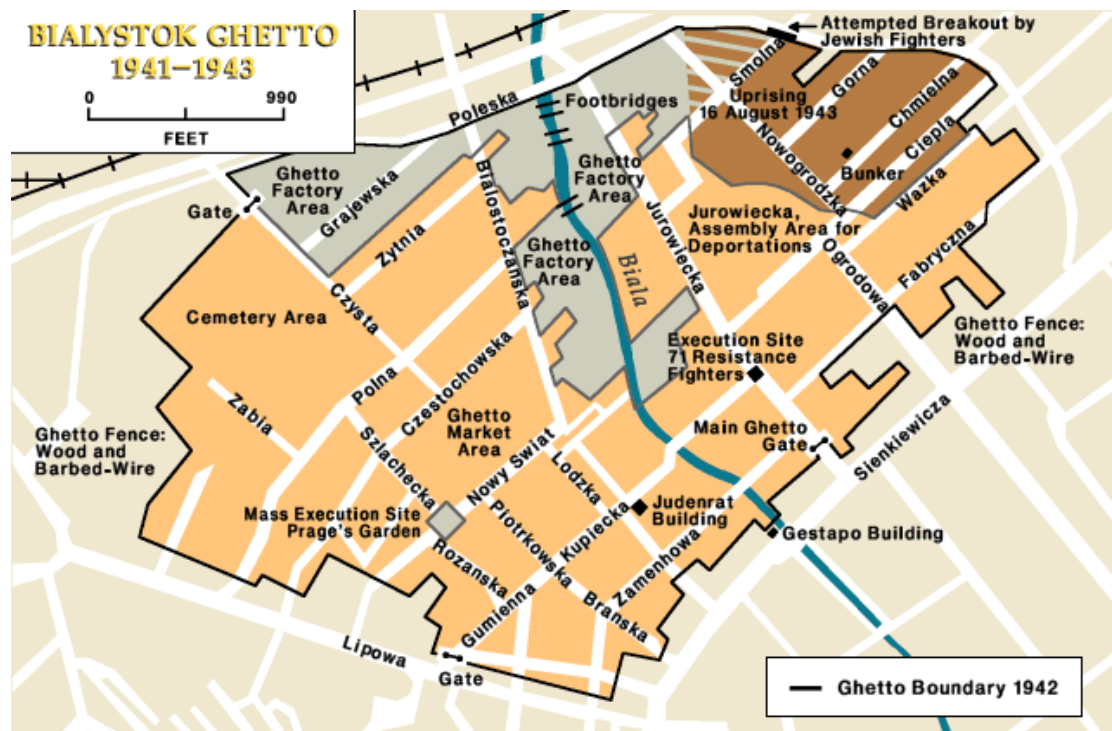 BIALYSTOK GHETTO
1941–1943
0 990
FEET
Attempted Breakout by
Jewish Fighters
Smolna
Gorna
Chmielna
Ciepla
Wazka
Fabryczna
Uprising
16 August 1943
Nowogrodzka
Bunker
Poleska
Footbridges
Ghetto
Factory
Area
Gate
Grajewska
Zytnia
Bialostoczanska
Ghetto
Factory
Area
Ghetto
Factory
Area
Biala
Jurowiecka
Jurowiecka,
Assembly Area for
Deportations
Ogrodowa
Czysta
Cemetery Area
Polna
Zabia
Czestochowska
Szlachecka
Ghetto
Market
Area
Nowy Swiat
Lodzka
Execution Site
71 Resistance
Fighters
Ghetto Fence:
Wood and
Barbed-Wire
Ghetto Fence:
Wood and
Barbed-Wire
Main Ghetto
Gate
Sienkiewicza
Mass Execution Site
Prage's Garden
Rozanska
Piotrkowska
Kupiecka
Judenrat
Building
Zamenhowa
Gestapo Building
Gumienna
Branska
Lipowa
Gate
Ghetto Boundary 1942